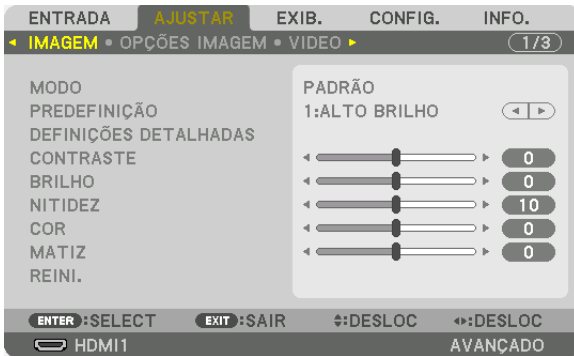 ENTRADA AJUSTAR EXIB. CONFIG. INFO.
◂ IMAGEM • OPÇÕES IMAGEM • VIDEO ▸ 1/3
MODO PADRÃO
PREDEFINIÇÃO 1:ALTO BRILHO
DEFINIÇÕES DETALHADAS
CONTRASTE 0
BRILHO 0
NITIDEZ 10
COR 0
MATIZ 0
REINI.
ENTER :SELECT EXIT :SAIR :DESLOC :DESLOC
HDMI1 AVANÇADO